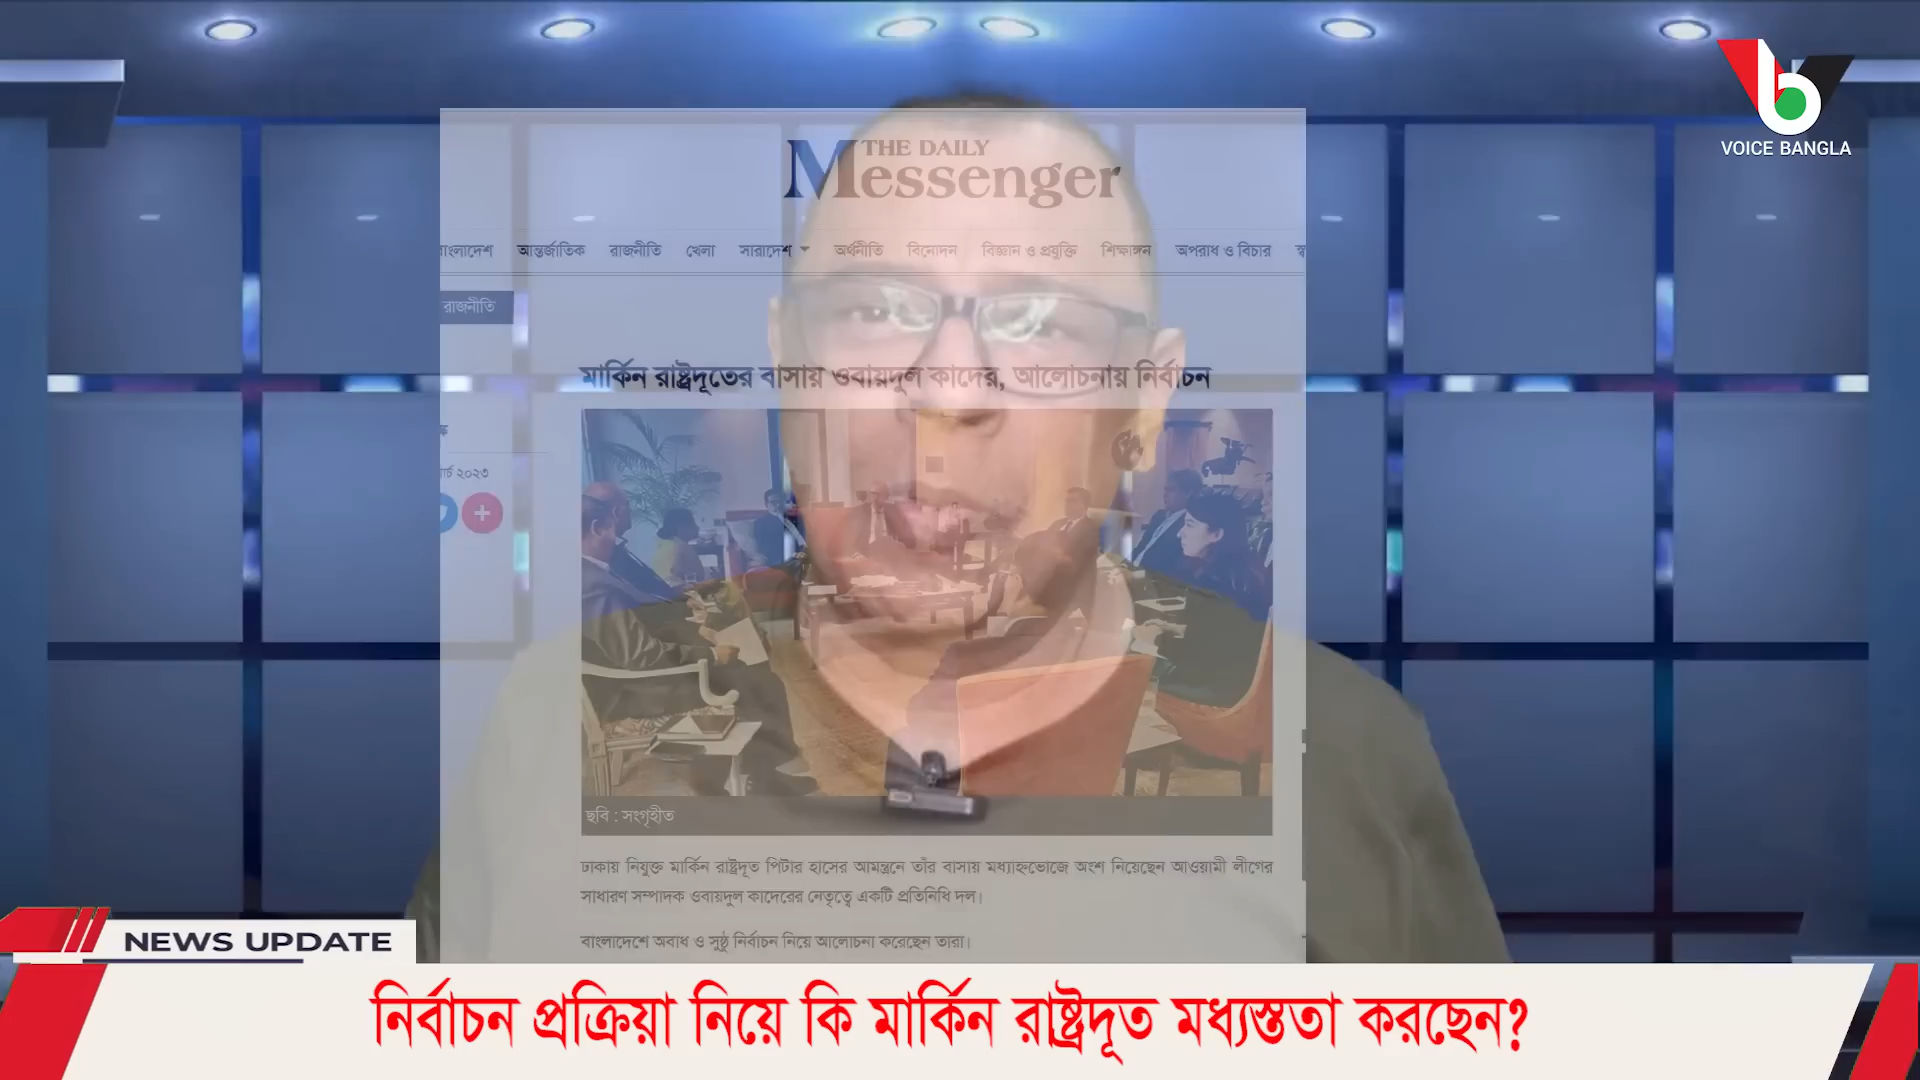 VOICE BANGLA
THE DAILY
Messenger
বাংলাদেশ আন্তর্জাতিক রাজনীতি খেলা সারাদেশ অর্থনীতি বিনোদন বিজ্ঞান ও প্রযুক্তি শিক্ষাঙ্গন অপরাধ ও বিচার
রাজনীতি
মার্কিন রাষ্ট্রদূতের বাসায় ওবায়দুল কাদের, আলোচনায় নির্বাচন
২০২৩
ছবি : সংগৃহীত
ঢাকায় নিযুক্ত মার্কিন রাষ্ট্রদূত পিটার হাসের আমন্ত্রনে তাঁর বাসায় মধ্যাহ্নভোজে অংশ নিয়েছেন আওয়ামী লীগের
সাধারণ সম্পাদক ওবায়দুল কাদেরের নেতৃত্বে একটি প্রতিনিধি দল।
বাংলাদেশে অবাধ ও সুষ্ঠু নির্বাচন নিয়ে আলোচনা করেছেন তারা।
NEWS UPDATE
নির্বাচন প্রক্রিয়া নিয়ে কি মার্কিন রাষ্ট্রদূত মধ্যস্ততা করছেন?